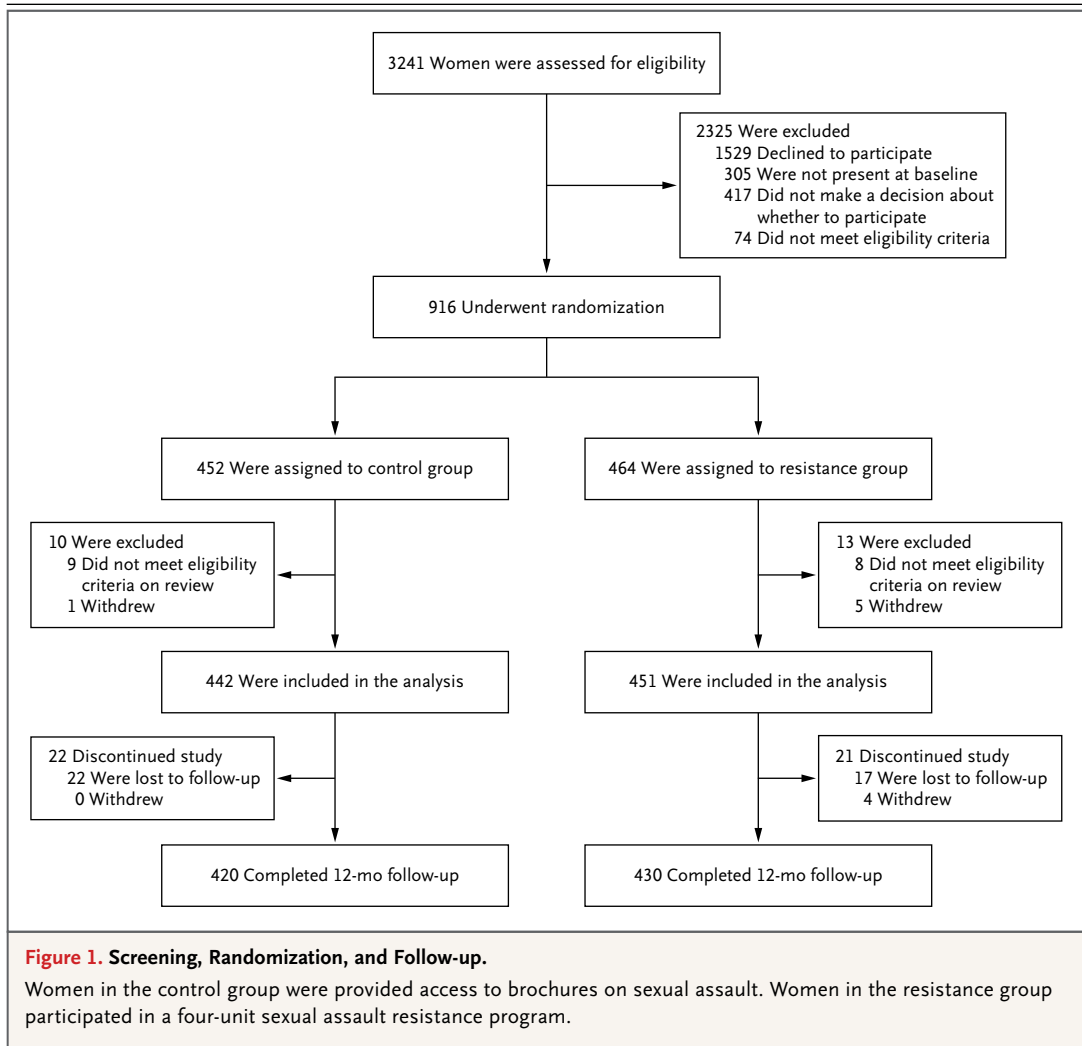 3241 Women were assessed for eligibility
2325 Were excluded
1529 Declined to participate
305 Were not present at baseline
417 Did not make a decision about
whether to participate
74 Did not meet eligibility criteria
916 Underwent randomization
452 Were assigned to control group
464 Were assigned to resistance group
10 Were excluded
9 Did not meet eligibility
criteria on review
1 Withdrew
13 Were excluded
8 Did not meet eligibility
criteria on review
5 Withdrew
442 Were included in the analysis
451 Were included in the analysis
22 Discontinued study
22 Were lost to follow-up
0 Withdrew
21 Discontinued study
17 Were lost to follow-up
4 Withdrew
420 Completed 12-mo follow-up
430 Completed 12-mo follow-up
Figure 1. Screening, Randomization, and Follow-up.
Women in the control group were provided access to brochures on sexual assault. Women in the resistance group
participated in a four-unit sexual assault resistance program.